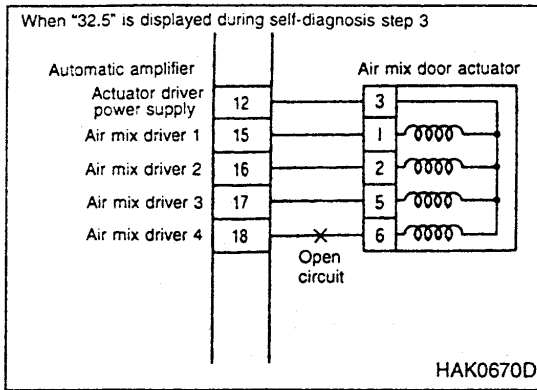 When "32.5" is displayed during self-diagnosis step 3
Automatic amplifier
Air mix door actuator
Actuator driver power supply 12 3
Air mix driver 1 15 1
Air mix driver 2 16 2
Air mix driver 3 17 5
Air mix driver 4 18 6
Open
circuit
HAK0670D